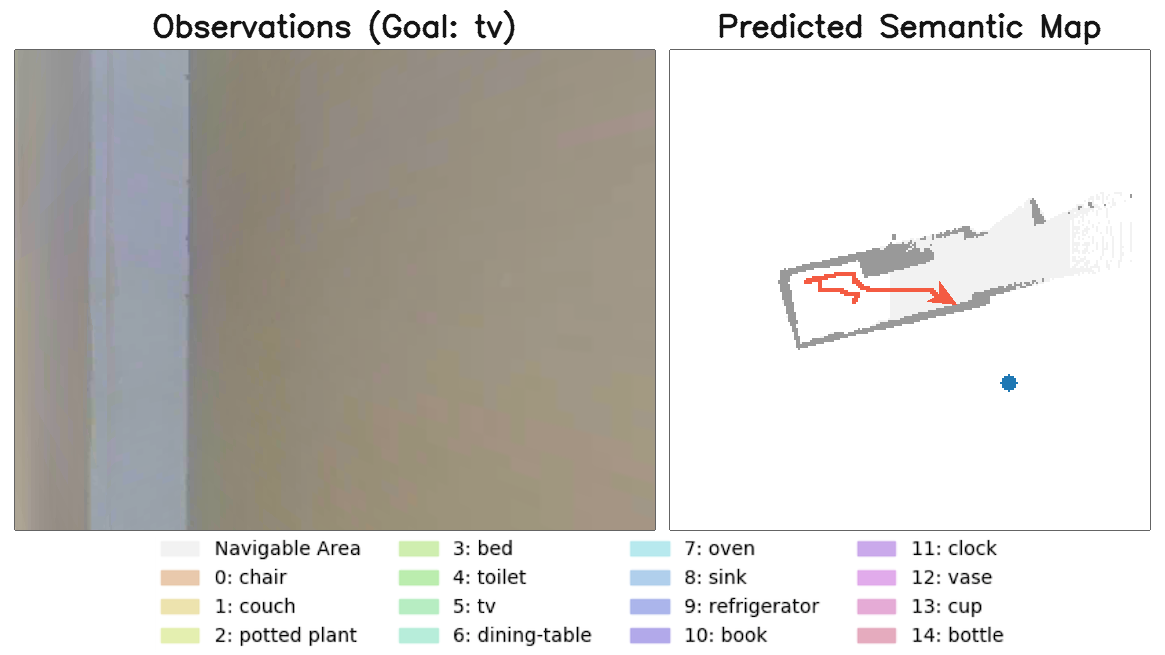 Observations (Goal: tv)
Predicted Semantic Map
Navigable Area
0: chair
1: couch
2: potted plant
3: bed
4: toilet
5: tv
6: dining-table
7: oven
8: sink
9: refrigerator
10: book
11: clock
12: vase
13: cup
14: bottle